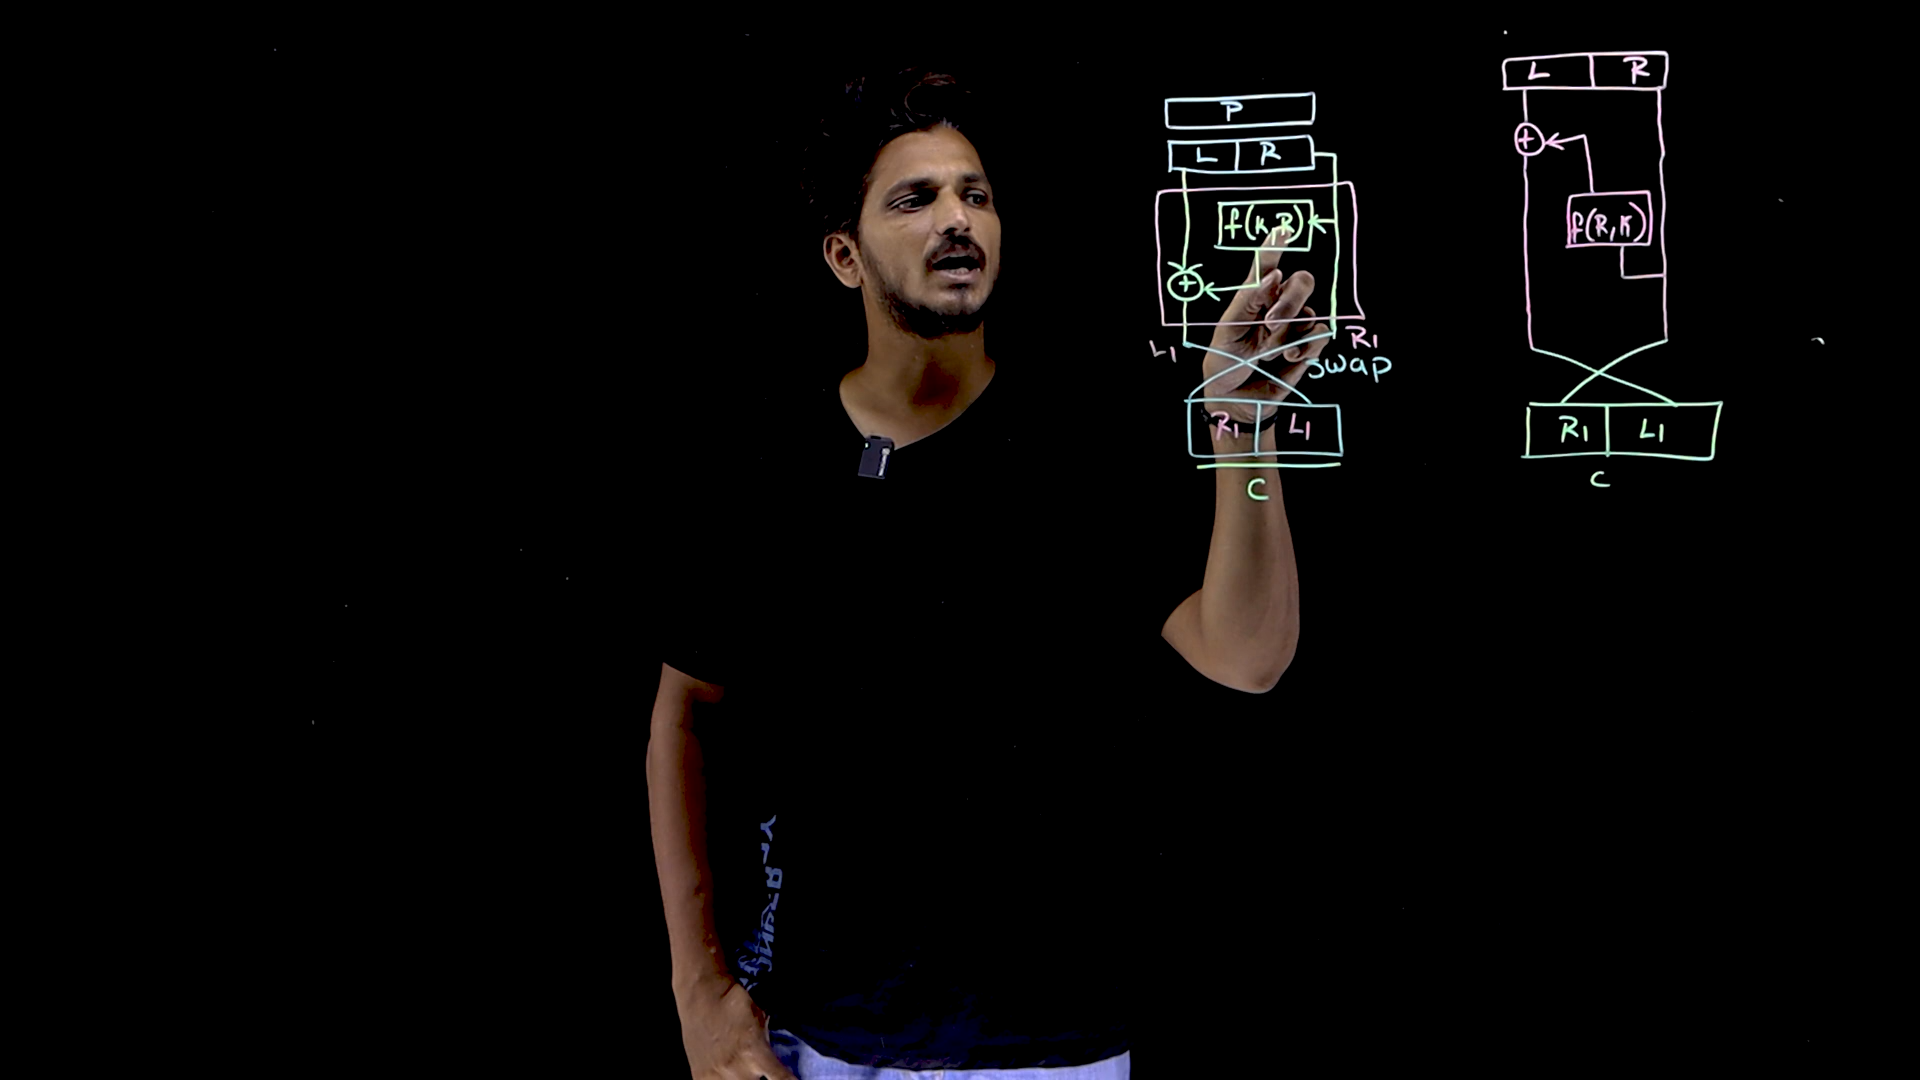 P
L R
f(K,R)
+
L1 R1
swap
R1 L1
C
L R
+
f(R,K)
R1 L1
C